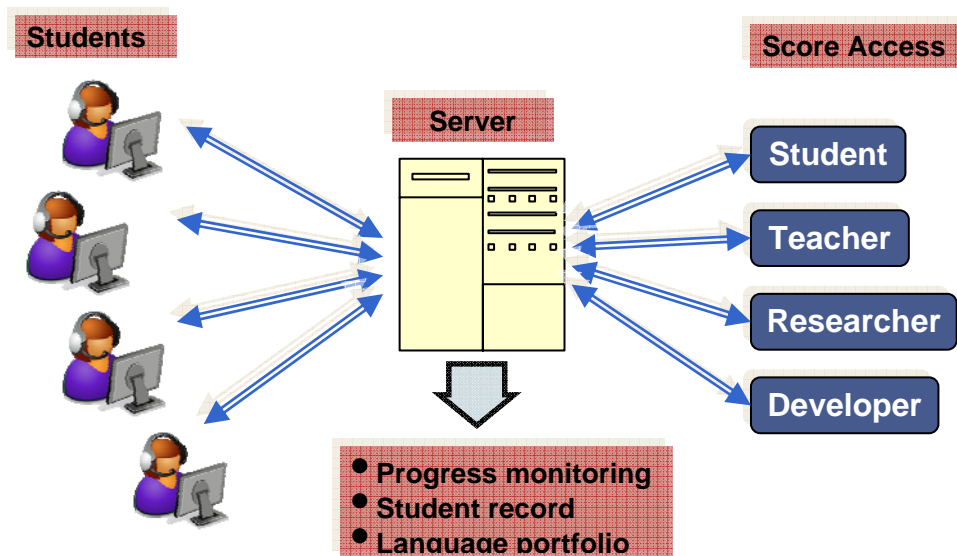 Students
Score Access
Server
Student
Teacher
Researcher
Developer
• Progress monitoring
• Student record
• Language portfolio